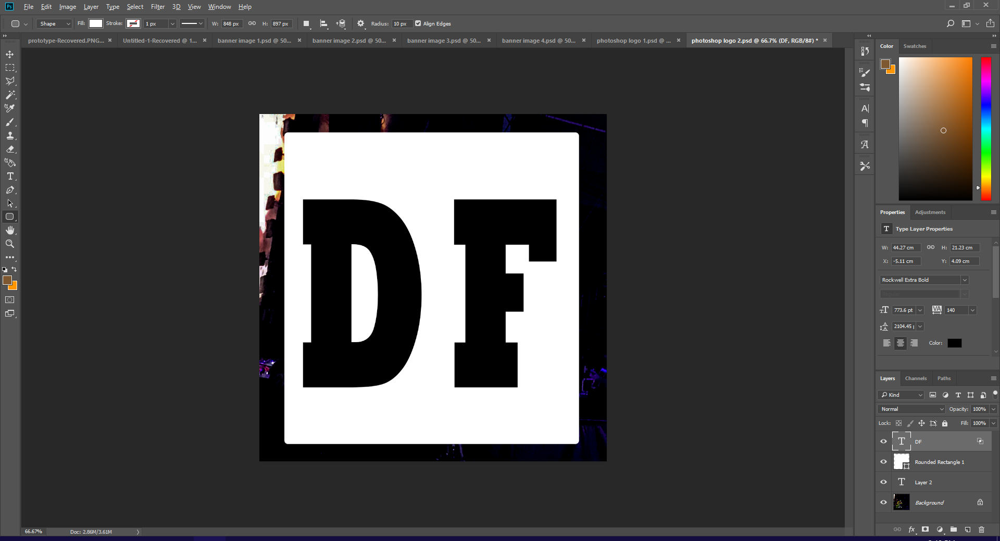 Ps File Edit Image Layer Type Select Filter 3D View Window Help
Shape Fill: Stroke: 1 px W: 848 px H: 897 px Radius: 10 px Align Edges
prototype-Recovered.PNG... × Untitled-1-Recovered @ 1... × banner image 1.psd @ 50... × banner image 2.psd @ 50... × banner image 3.psd @ 50... × banner image 4.psd @ 50... × photoshop logo 1.psd @ ... × photoshop logo 2.psd @ 66.7% (DF, RGB/8#) * ×
Color Swatches
DF
Properties Adjustments
T Type Layer Properties
W: 44.27 cm H: 21.23 cm
X: -5.11 cm Y: 4.09 cm
Rockwell Extra Bold
773.6 pt VA 140
2104.45
Color:
Layers Channels Paths
Kind
Normal Opacity: 100%
Lock: Fill: 100%
T DF
Rounded Rectangle 1
T Layer 2
Background
fx
66.67% Doc: 2.86M/3.61M